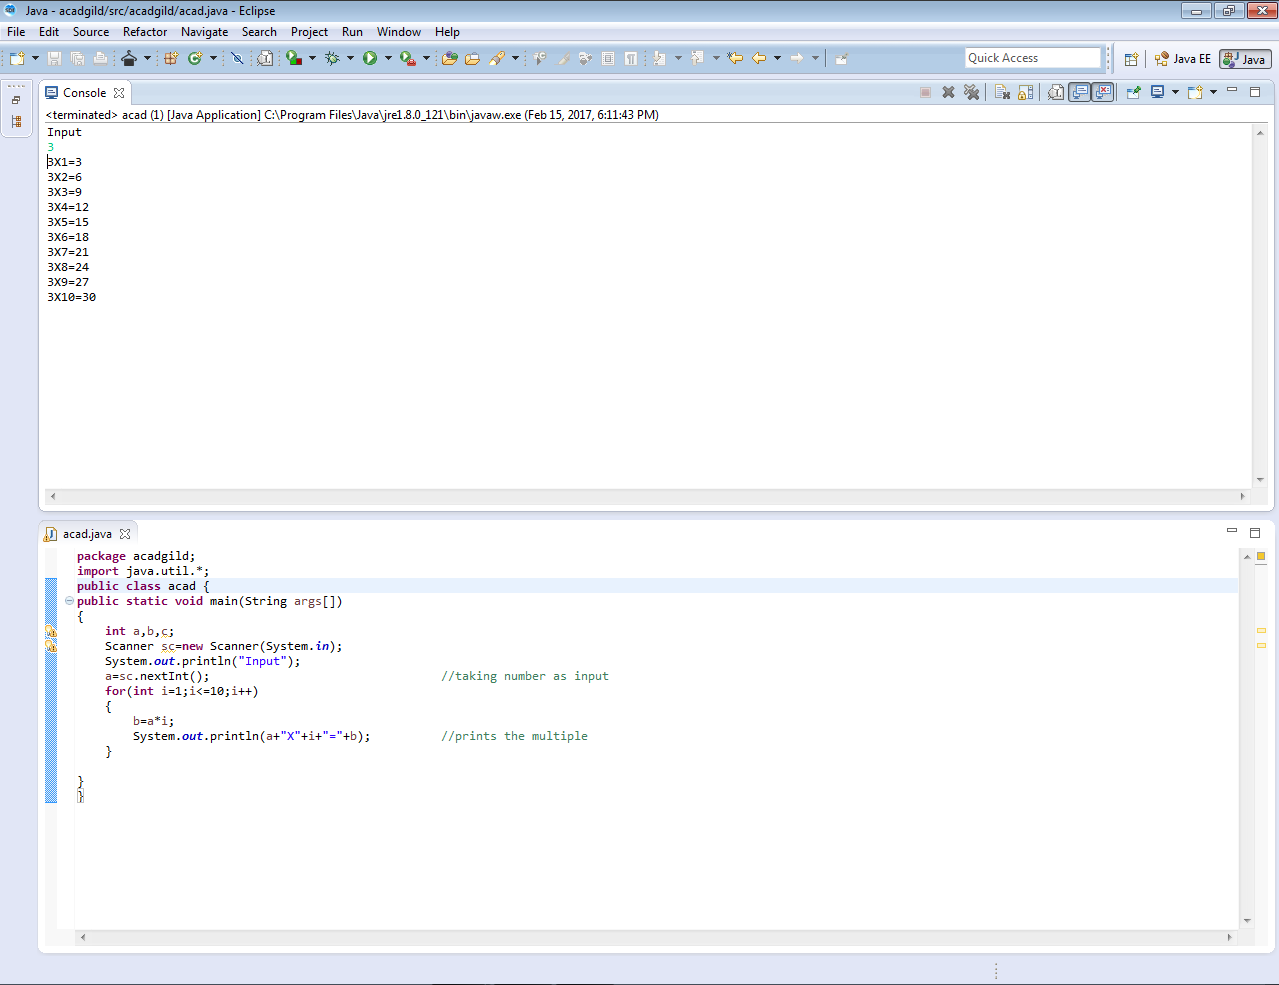 Java - acadgild/src/acadgild/acad.java - Eclipse
File Edit Source Refactor Navigate Search Project Run Window Help
Quick Access Java EE Java
Console
<terminated> acad (1) [Java Application] C:\Program Files\Java\jre1.8.0_121\bin\javaw.exe (Feb 15, 2017, 6:11:43 PM)
Input
3
3X1=3
3X2=6
3X3=9
3X4=12
3X5=15
3X6=18
3X7=21
3X8=24
3X9=27
3X10=30
acad.java
package acadgild;
import java.util.*;
public class acad {
public static void main(String args[])
{
int a,b,c;
Scanner sc=new Scanner(System.in);
System.out.println("Input");
a=sc.nextInt(); //taking number as input
for(int i=1;i<=10;i++)
{
b=a*i;
System.out.println(a+"X"+i+"="+b); //prints the multiple
}
}
}